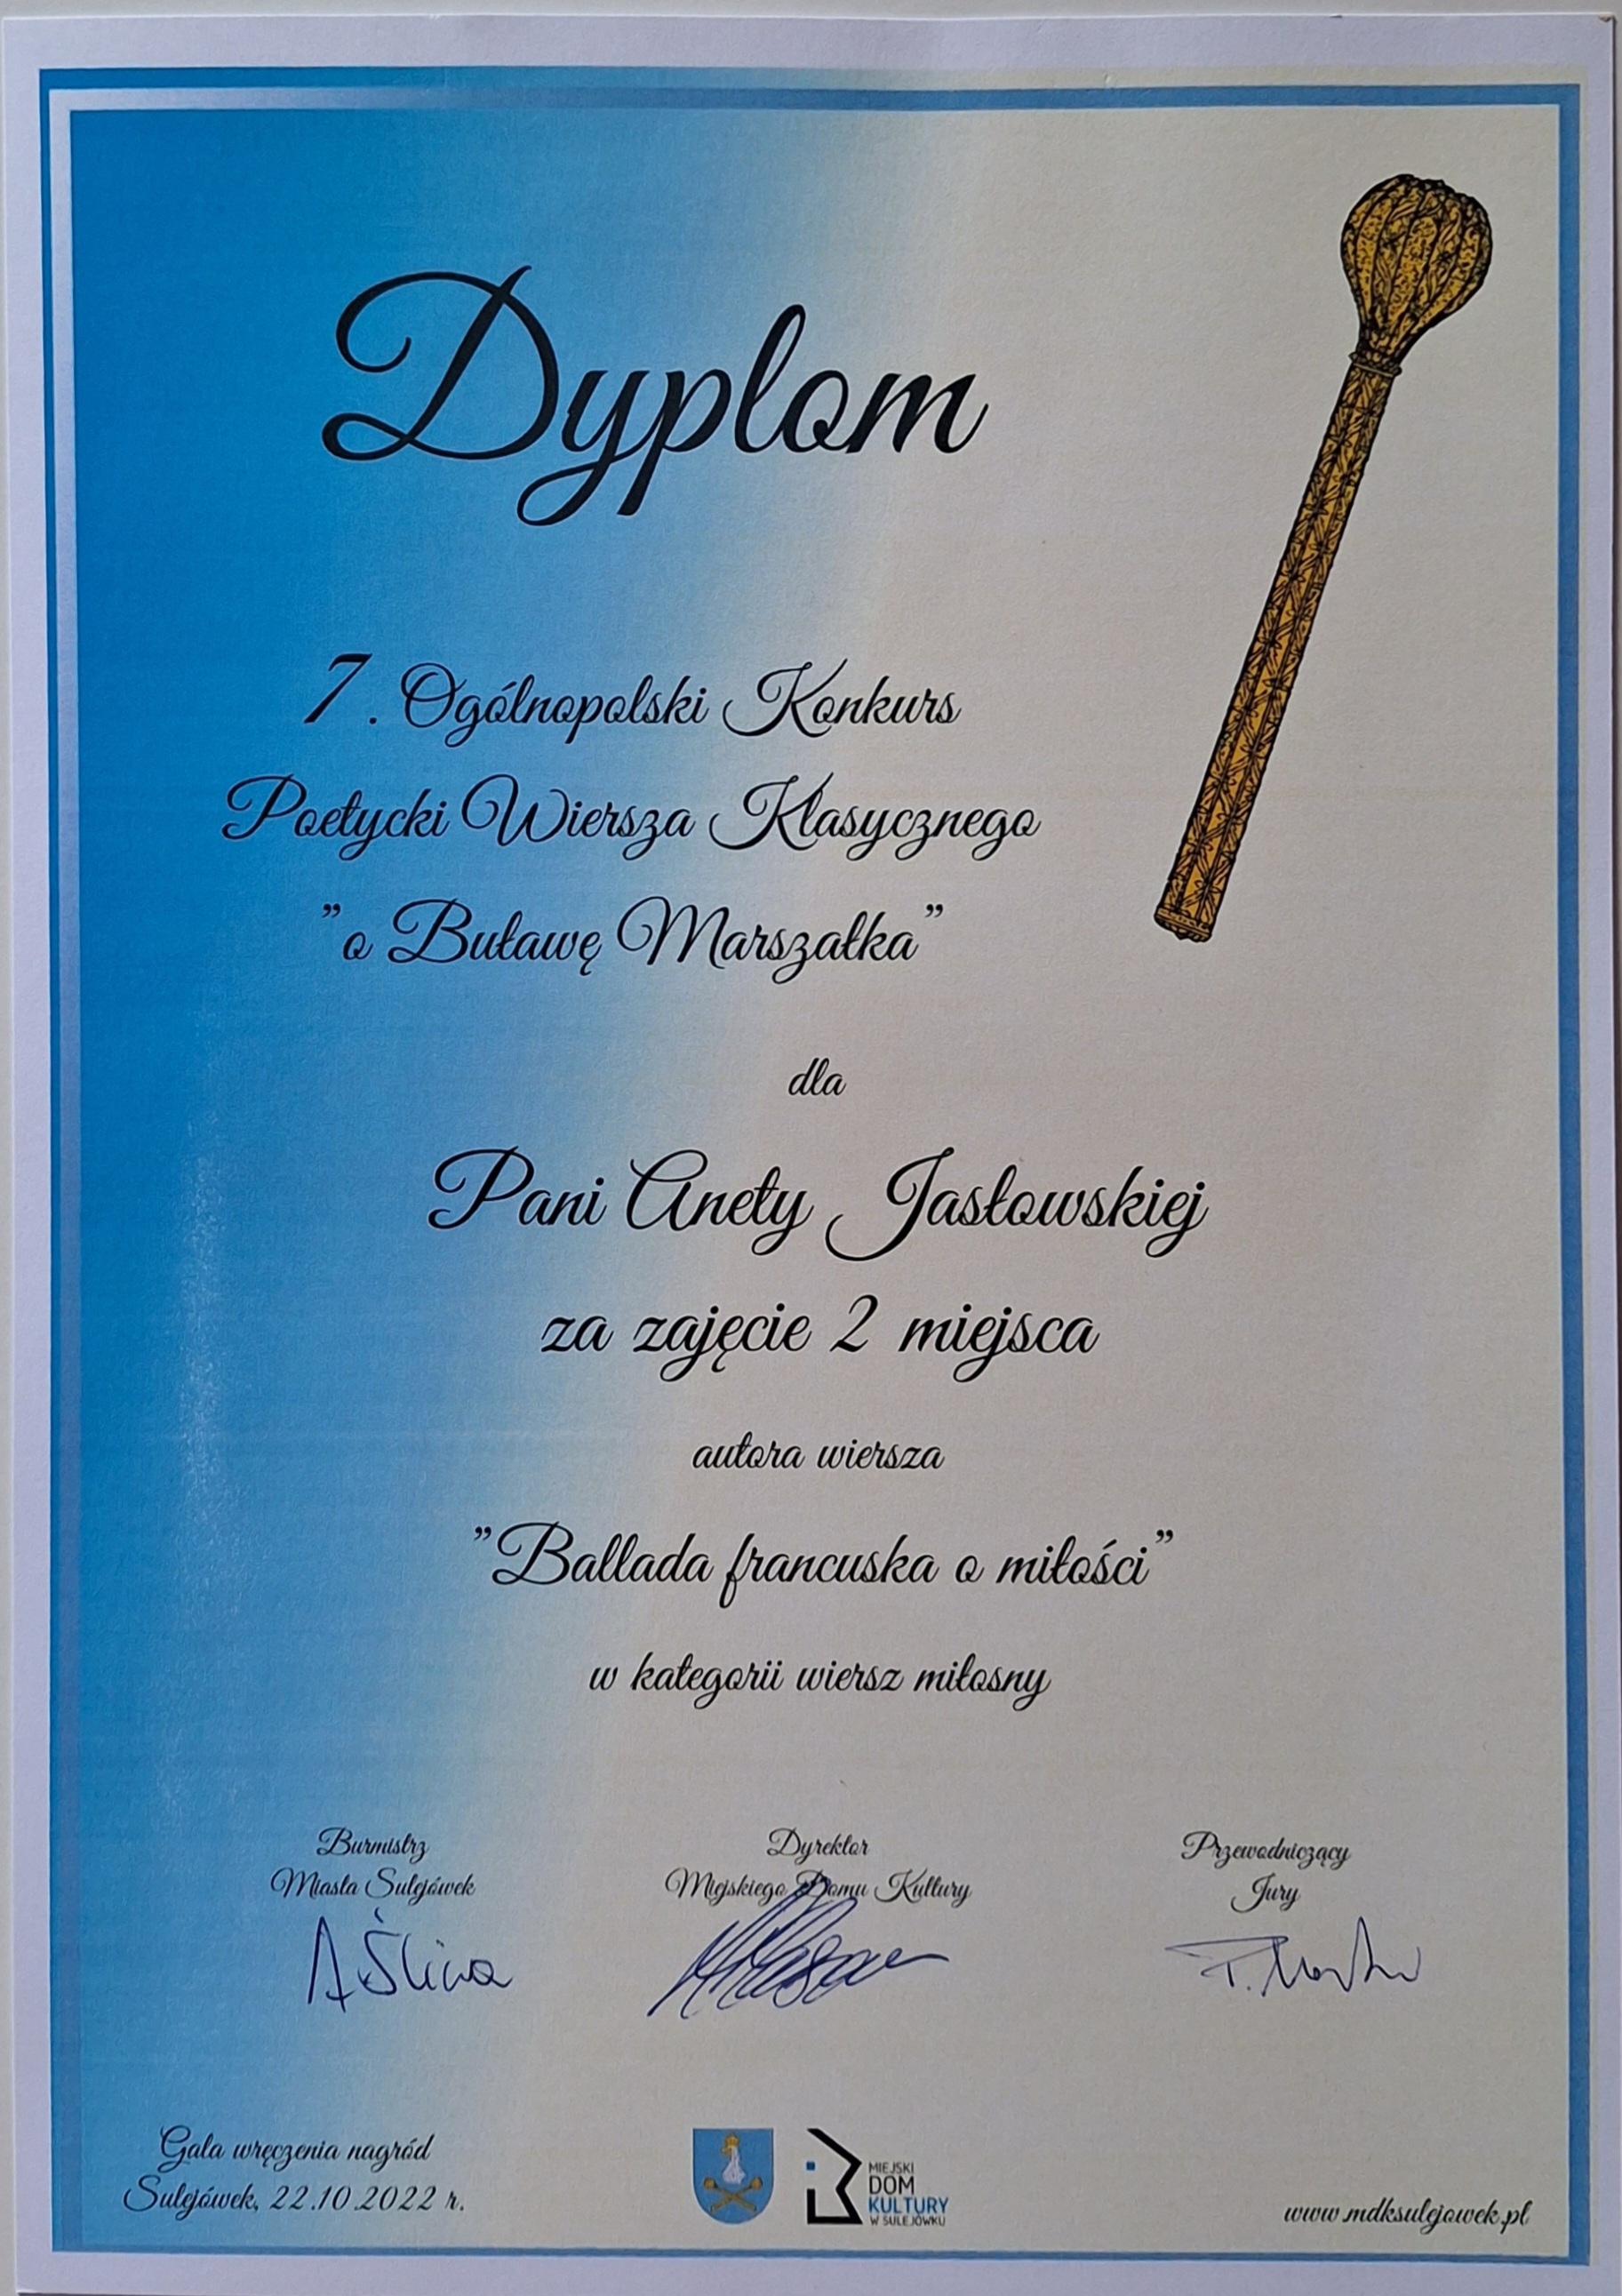 Dyplom
7. Ogólnopolski Konkurs
Poetycki Wiersza Klasycznego
"o Buławę Marszałka"
dla
Pani Anety Jasłowskiej
za zajęcie 2 miejsca
autora wiersza
"Ballada francuska o miłości"
w kategorii wiersz miłosny
Burmistrz
Miasta Sulejówek
A Śliwa
Dyrektor
Miejskiego Domu Kultury
Przewodniczący
Jury
Gala wręczenia nagród
Sulejówek, 22.10.2022 r.
MIEJSKI
DOM
KULTURY
W SULEJÓWKU
www.mdksulejowek.pl